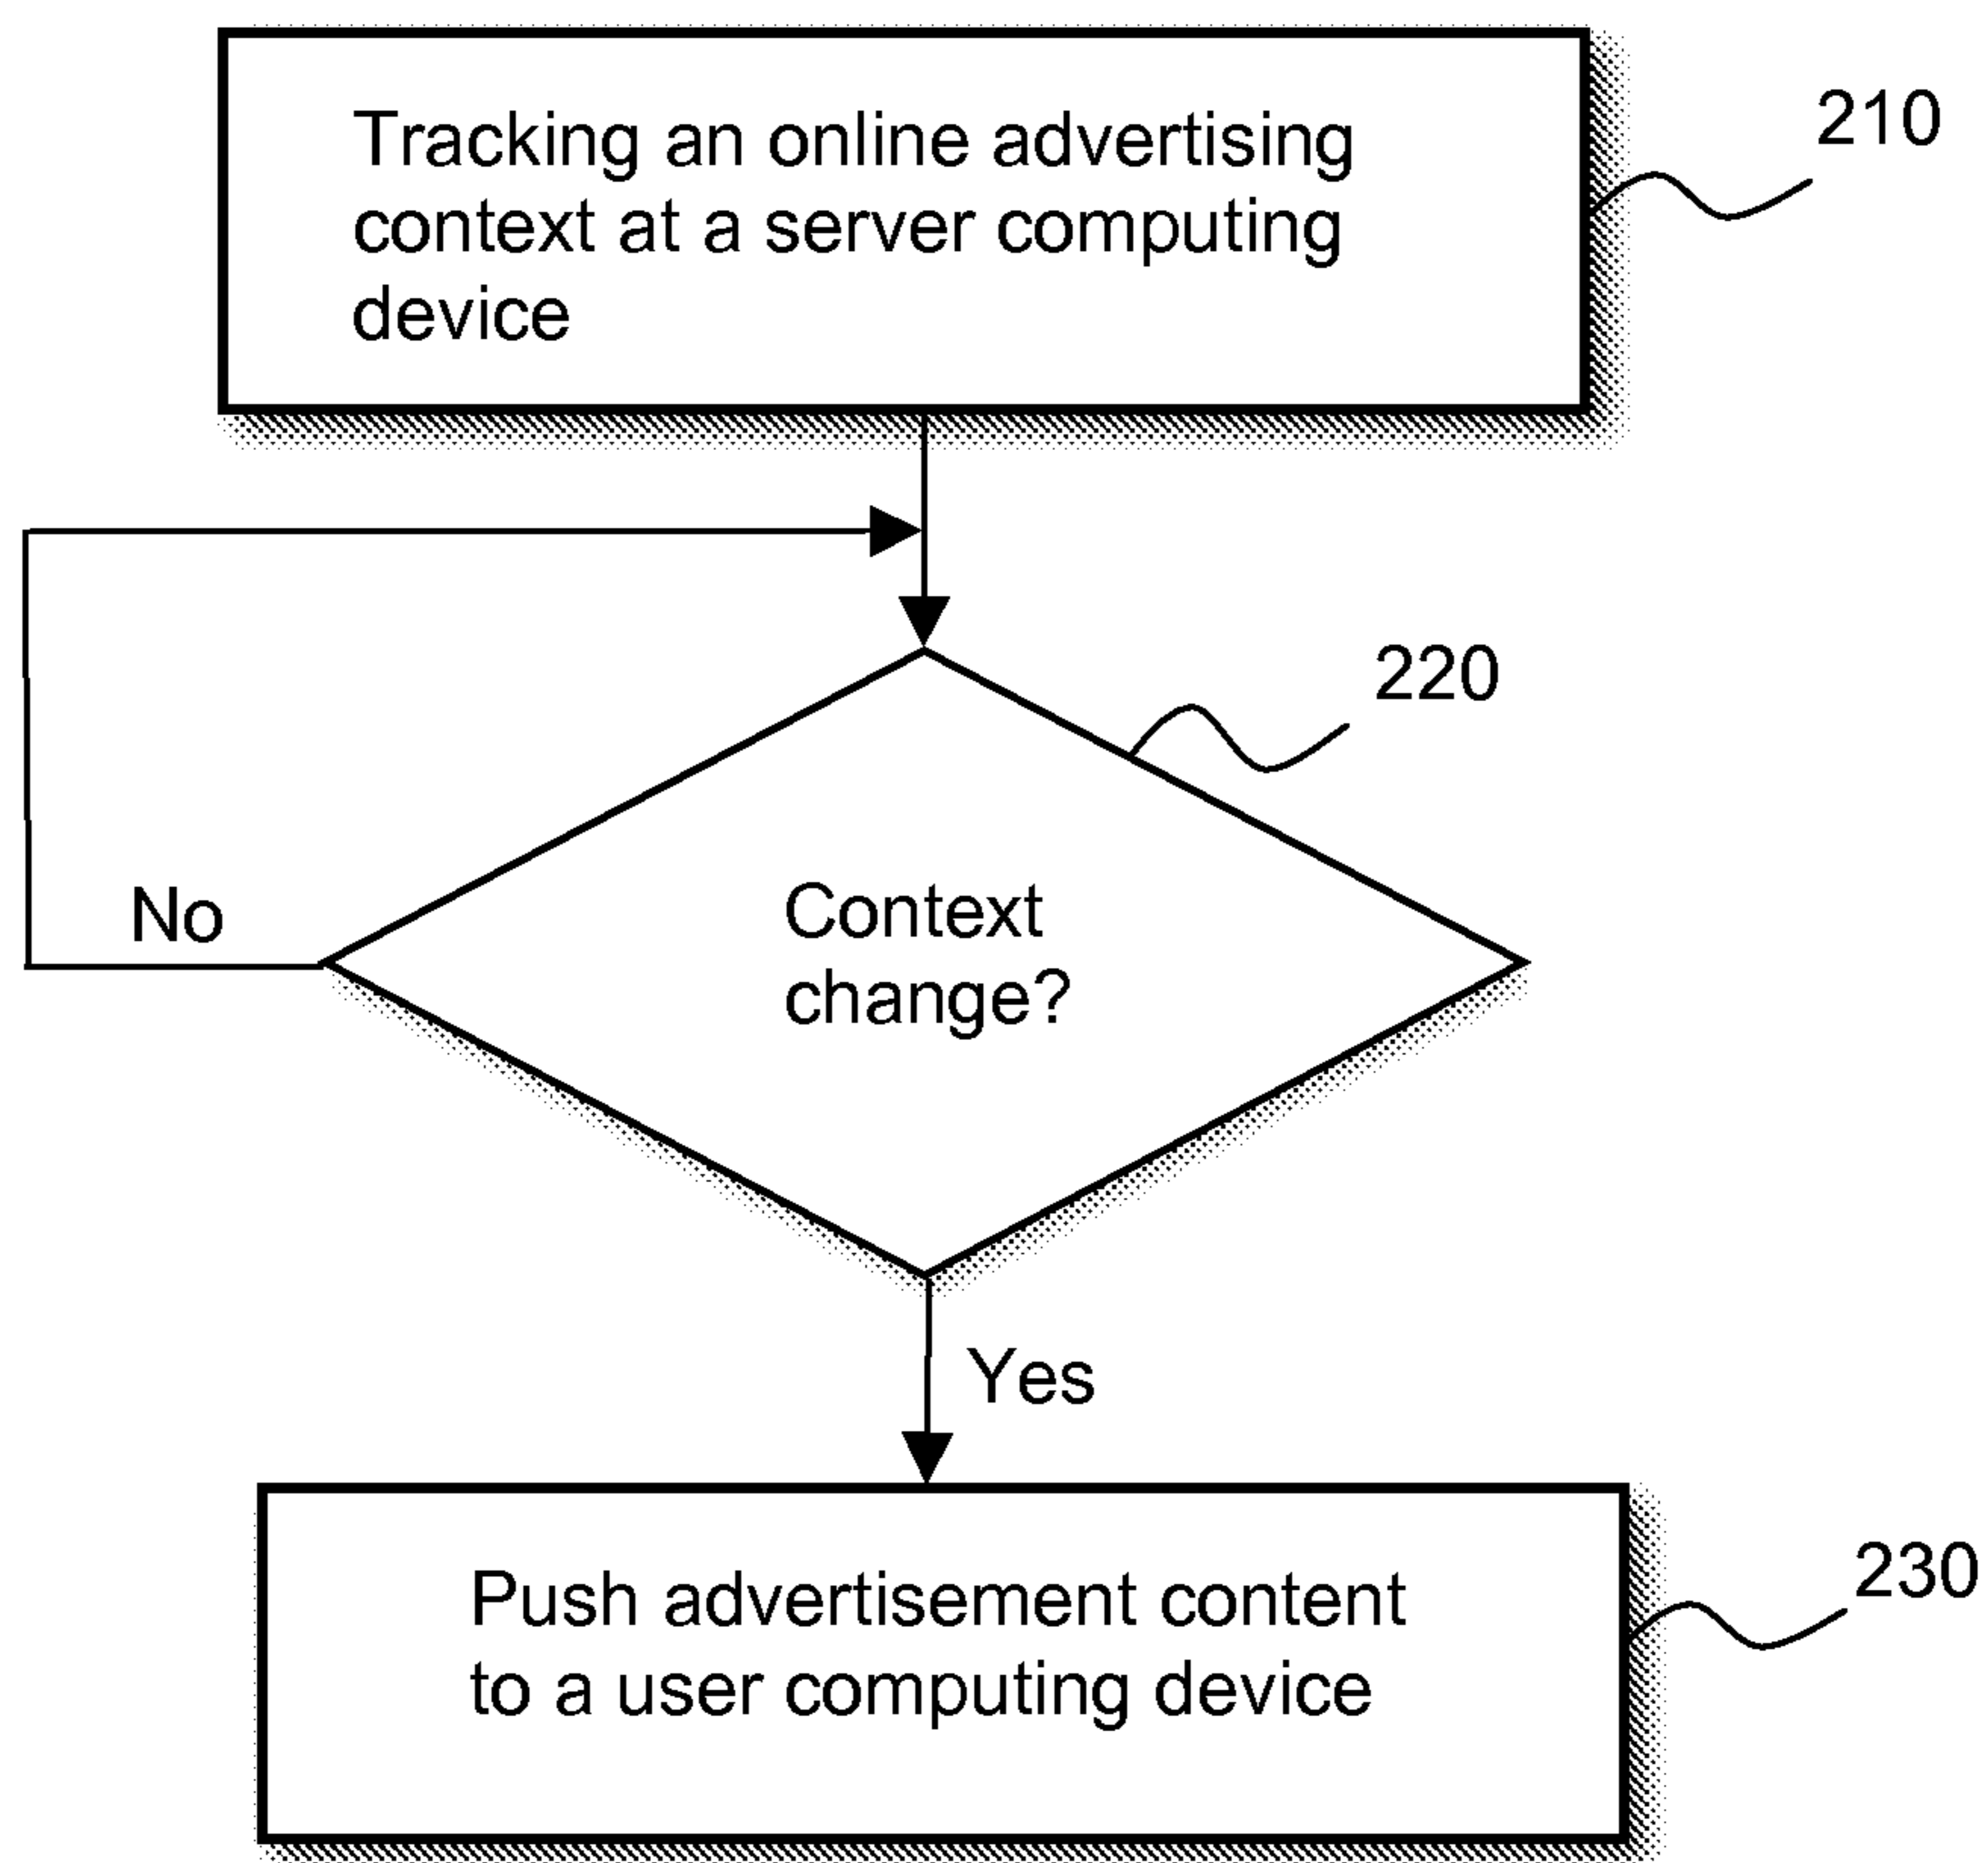 Tracking an online advertising
context at a server computing
device
210
220
Context
change?
No
Yes
Push advertisement content
to a user computing device
230